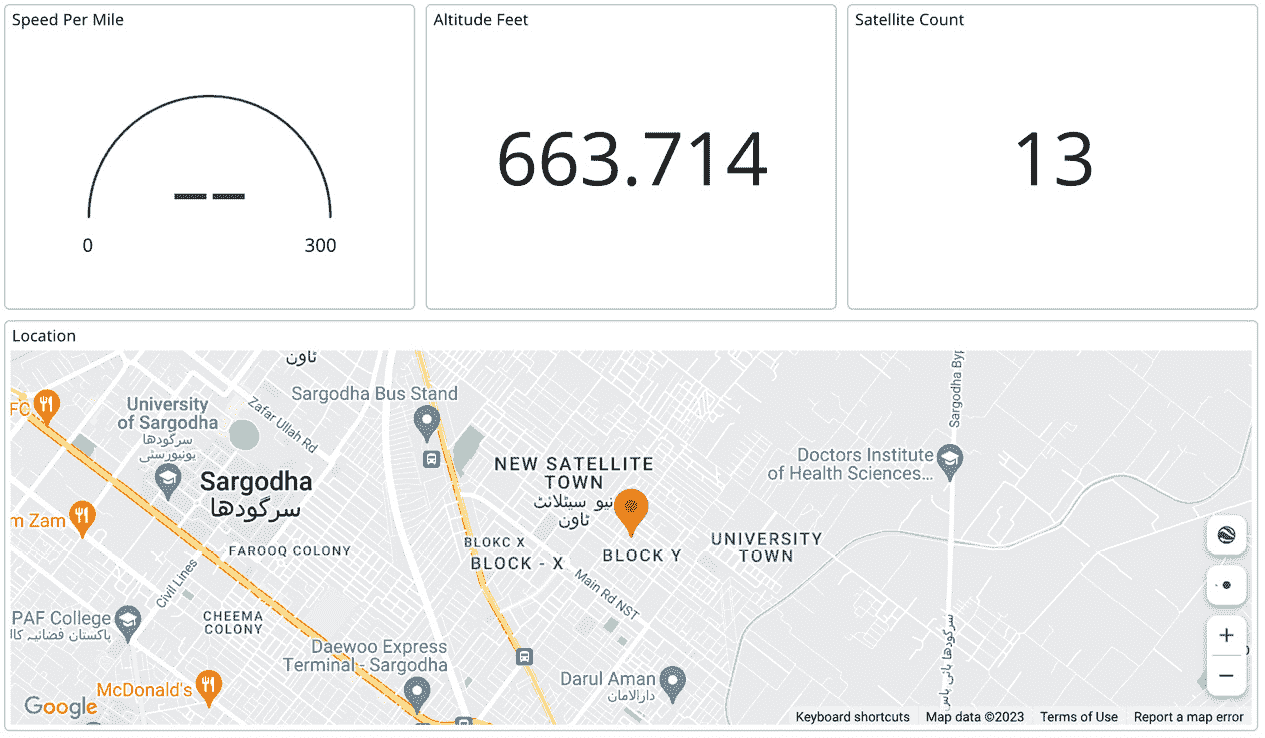 Speed Per Mile
--
0
300
Altitude Feet
663.714
Satellite Count
13
Location
ٹاون
Sargodha Bus Stand
FC
University
of Sargodha
سرگودھا
یونیورسٹی
Zafar Ullah Rd
Sargodha Byp
Doctors Institute
of Health Sciences...
NEW SATELLITE
TOWN
نیو سیٹلائٹ
ٹاون
Sargodha
سرگودھا
m Zam
FAROOQ COLONY
BLOKC X
BLOCK - X
BLOCK Y
UNIVERSITY
TOWN
Civil Lines
Main Rd NST
PAF College
پاکستان فضائیہ کال
CHEEMA
COLONY
Daewoo Express
Terminal - Sargodha
Darul Aman
دارالامان
سرگودھا بائی پاس
McDonald's
Google
+
−
Keyboard shortcuts
Map data ©2023
Terms of Use
Report a map error